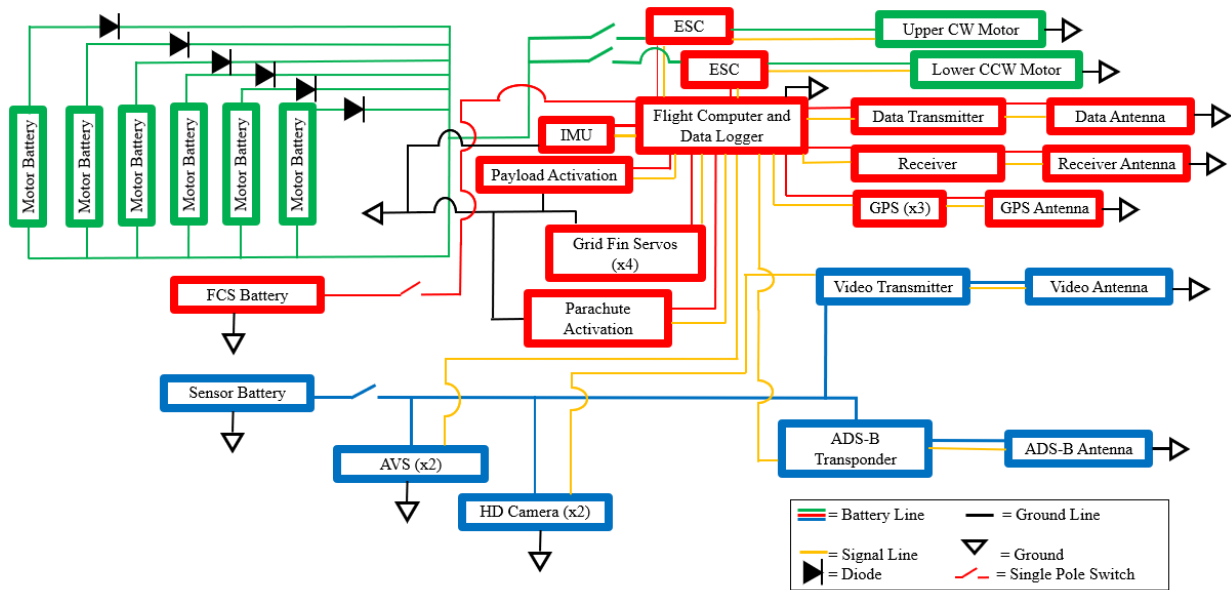 ESC
Upper CW Motor
ESC
Lower CCW Motor
Motor Battery
Motor Battery
Motor Battery
Motor Battery
Motor Battery
Motor Battery
IMU
Flight Computer and
Data Logger
Data Transmitter
Data Antenna
Receiver
Receiver Antenna
Payload Activation
GPS (x3)
GPS Antenna
Grid Fin Servos
(x4)
FCS Battery
Parachute
Activation
Video Transmitter
Video Antenna
Sensor Battery
AVS (x2)
ADS-B
Transponder
ADS-B Antenna
HD Camera (x2)
= Battery Line
= Ground Line
= Signal Line
= Ground
= Diode
= Single Pole Switch